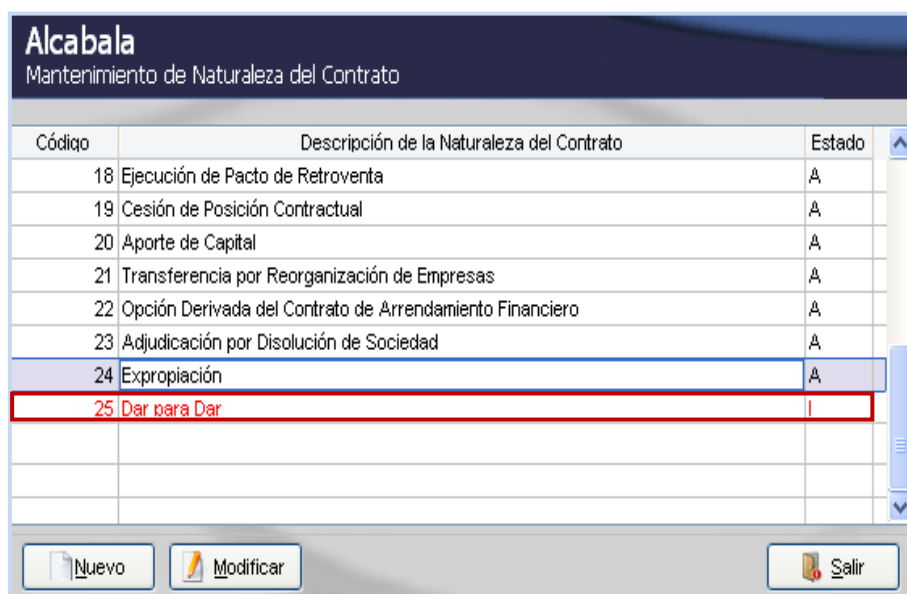 Alcabala
Mantenimiento de Naturaleza del Contrato
Código Descripción de la Naturaleza del Contrato Estado
18 Ejecución de Pacto de Retroventa A
19 Cesión de Posición Contractual A
20 Aporte de Capital A
21 Transferencia por Reorganización de Empresas A
22 Opción Derivada del Contrato de Arrendamiento Financiero A
23 Adjudicación por Disolución de Sociedad A
24 Expropiación A
25 Dar para Dar I
Nuevo Modificar Salir